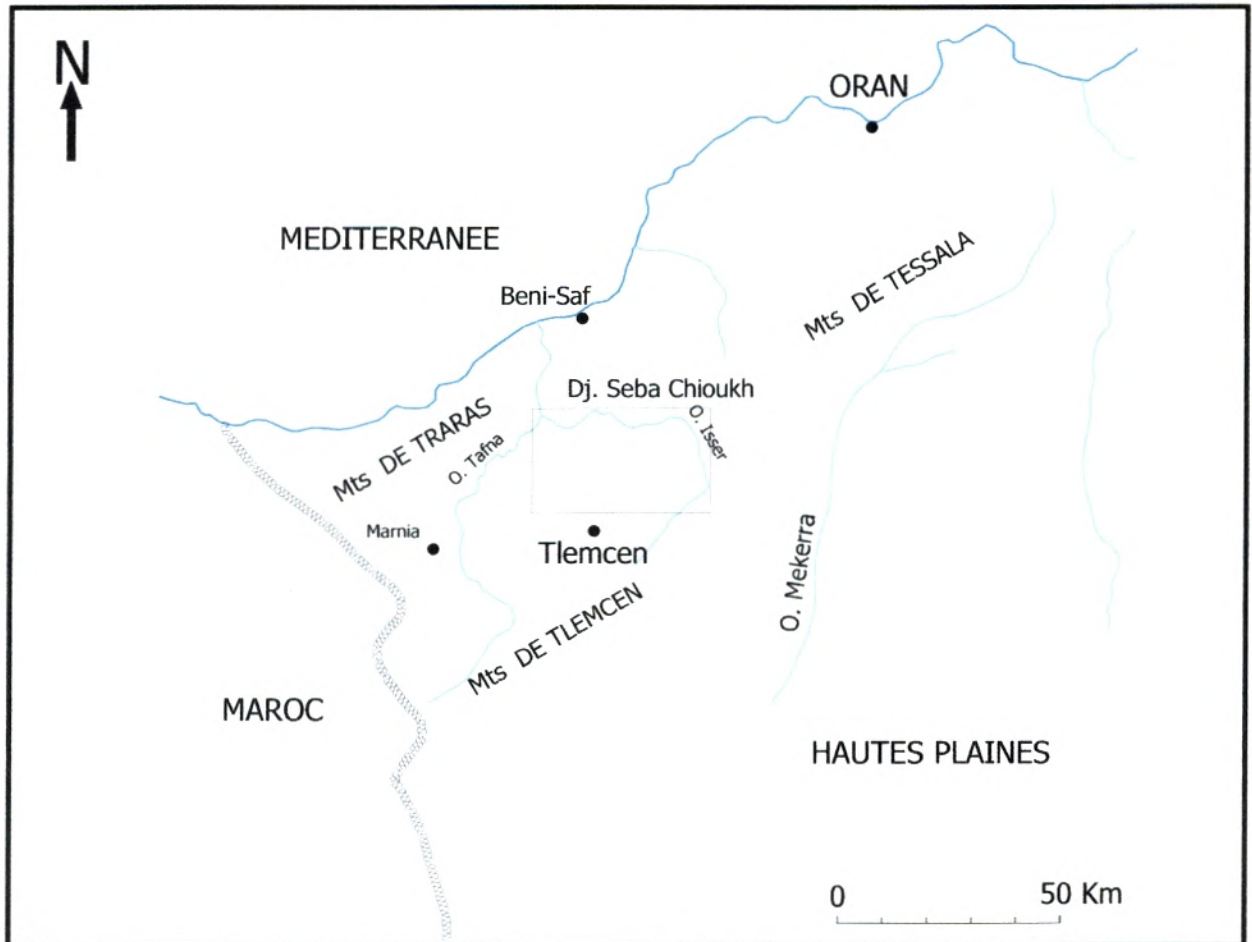 N
ORAN
MEDITERRANEE
Mts DE TESSALA
Beni-Saf
Dj. Seba Chioukh
Mts DE TRARAS
O. Tafna
O. Isser
Marnia
Tlemcen
O. Mekerra
Mts DE TLEMCEN
MAROC
HAUTES PLAINES
0 50 Km